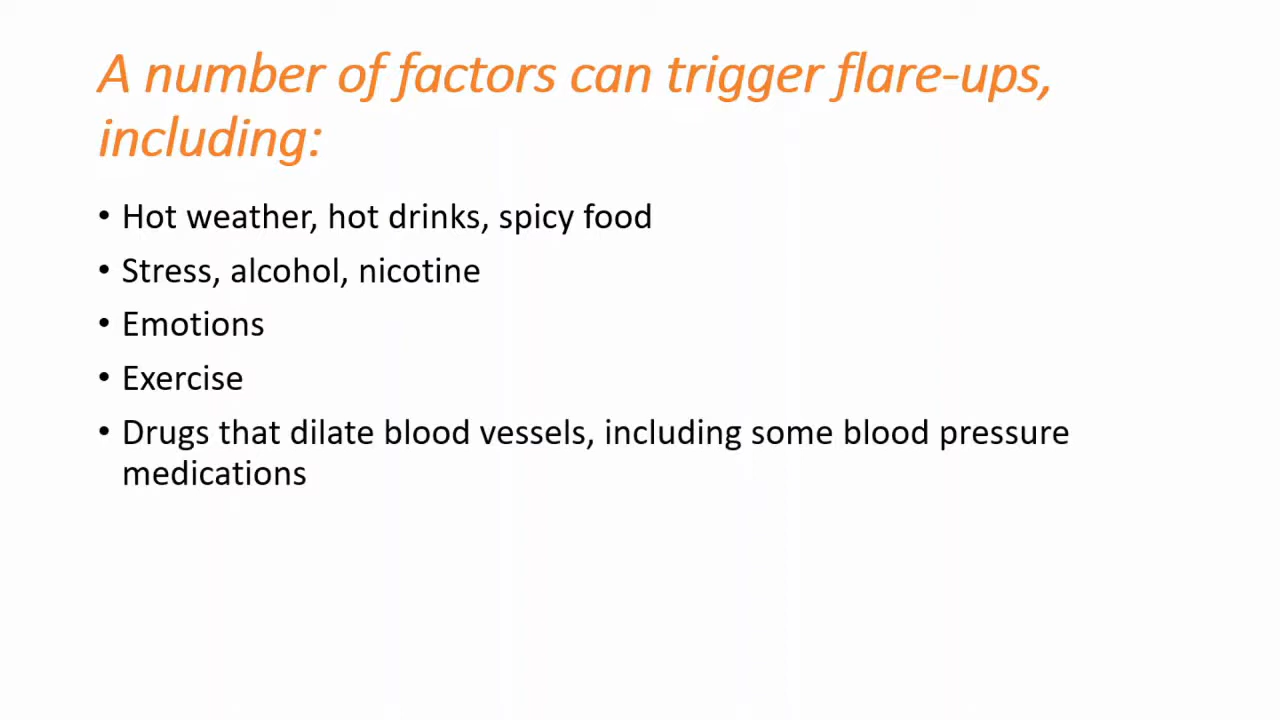 A number of factors can trigger flare-ups,
including:
• Hot weather, hot drinks, spicy food
• Stress, alcohol, nicotine
• Emotions
• Exercise
• Drugs that dilate blood vessels, including some blood pressure
medications